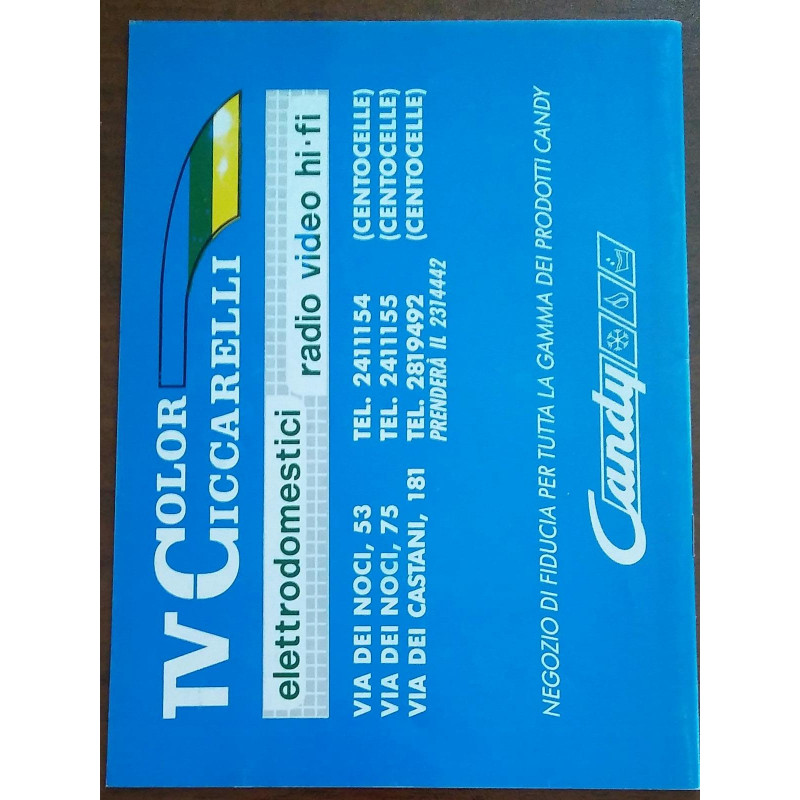 TV COLOR
CICCARELLI
elettrodomestici
radio video hi·fi
VIA DEI NOCI, 53 TEL. 2411154 (CENTOCELLE)
VIA DEI NOCI, 75 TEL. 2411155 (CENTOCELLE)
VIA DEI CASTANI, 181 TEL. 2819492 (CENTOCELLE)
PRENDERÀ IL 2314442
NEGOZIO DI FIDUCIA PER TUTTA LA GAMMA DEI PRODOTTI CANDY
Candy